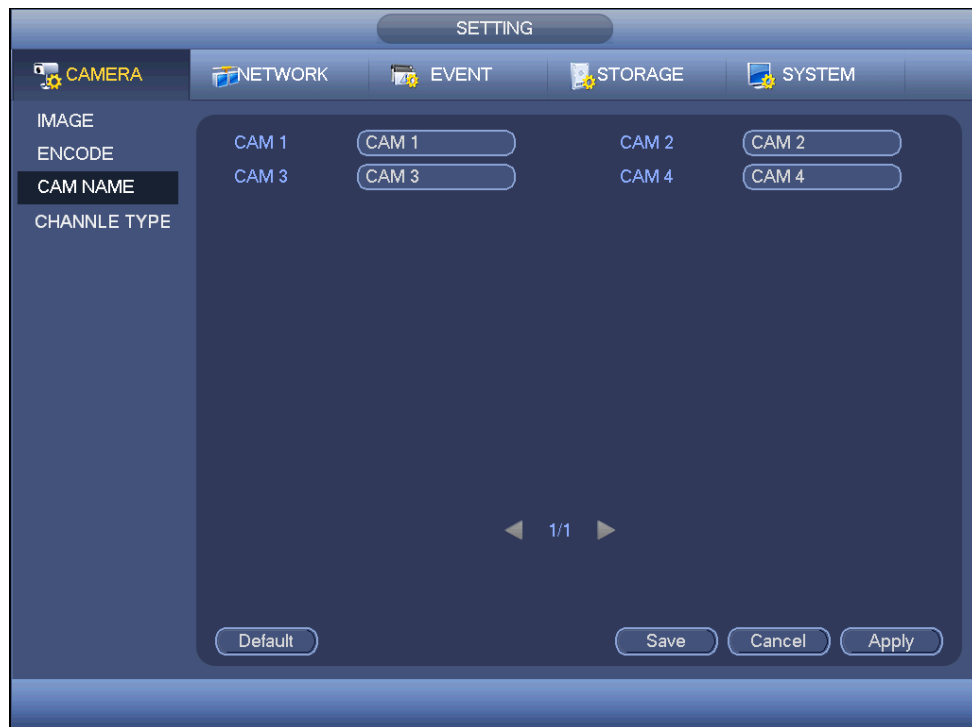 SETTING
CAMERA NETWORK EVENT STORAGE SYSTEM
IMAGE
ENCODE
CAM NAME
CHANNLE TYPE
CAM 1 CAM 1 CAM 2 CAM 2
CAM 3 CAM 3 CAM 4 CAM 4
1/1
Default Save Cancel Apply